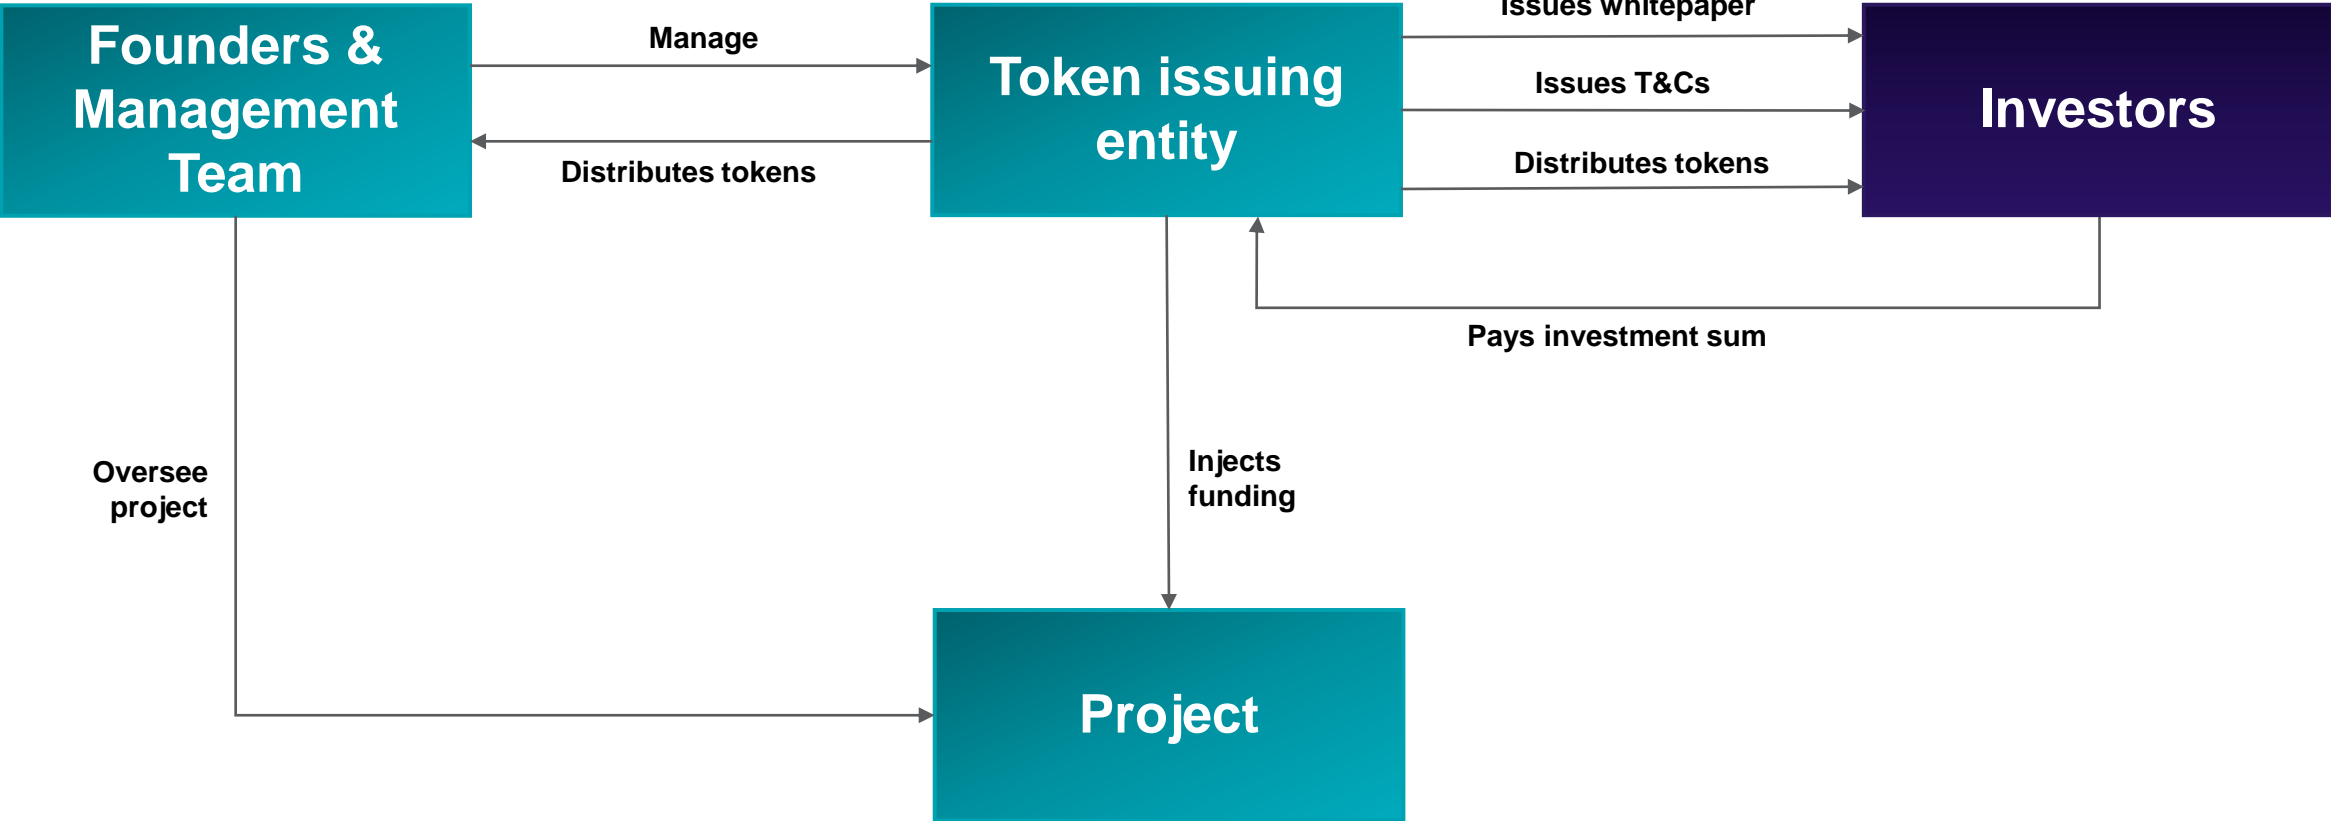 Issues whitepaper
Founders &
Management
Team
Manage
Distributes tokens
Token issuing
entity
Issues T&Cs
Distributes tokens
Investors
Pays investment sum
Oversee
project
Injects
funding
Project